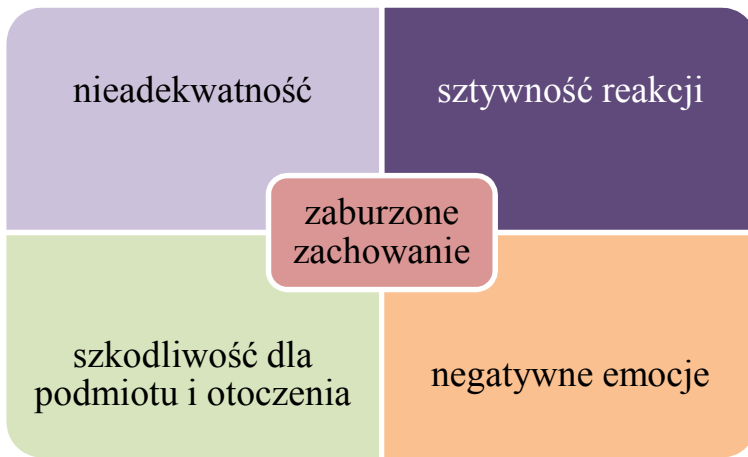 nieadekwatność
sztywność reakcji
zaburzone
zachowanie
szkodliwość dla
podmiotu i otoczenia
negatywne emocje